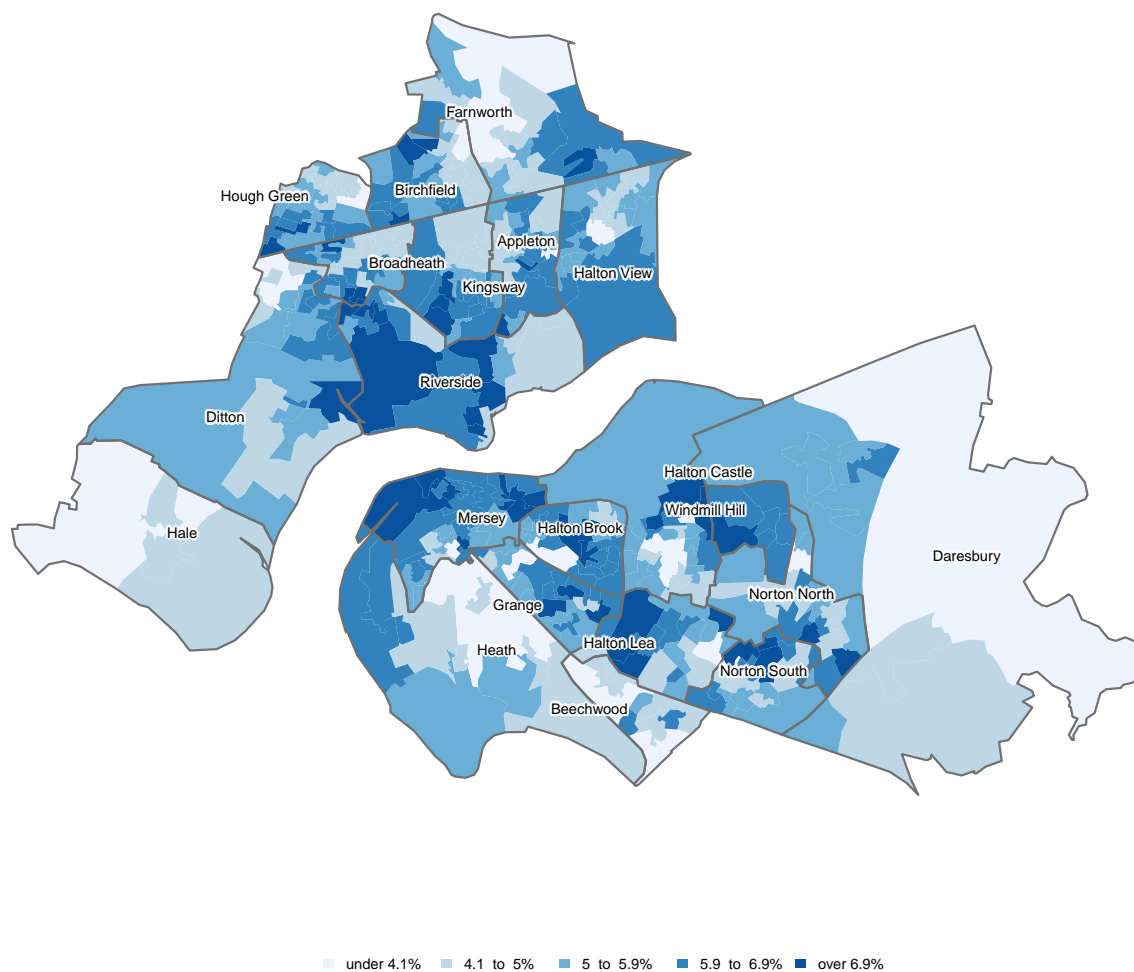 Farnworth
Hough Green
Birchfield
Appleton
Broadheath
Halton View
Kingsway
Riverside
Ditton
Halton Castle
Windmill Hill
Mersey
Halton Brook
Hale
Daresbury
Norton North
Grange
Halton Lea
Heath
Norton South
Beechwood
under 4.1% 4.1 to 5% 5 to 5.9% 5.9 to 6.9% over 6.9%